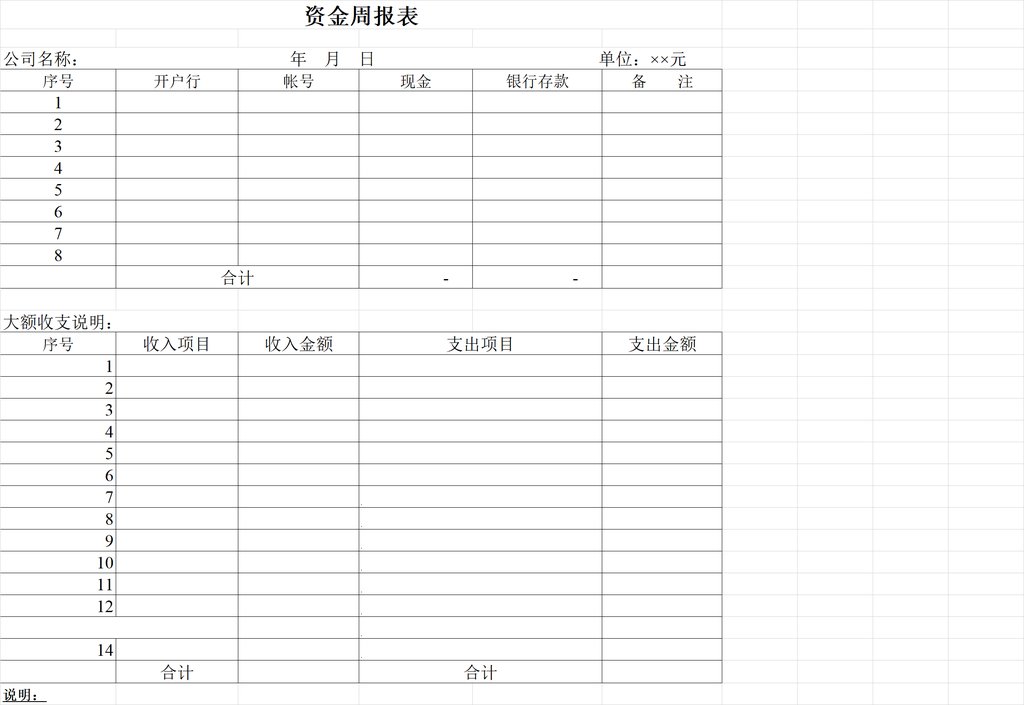 资金周报表
公司名称: 年 月 日 单位: ××元
序号 开户行 帐号 现金 银行存款 备 注
1
2
3
4
5
6
7
8
合计 - -
大额收支说明:
序号 收入项目 收入金额 支出项目 支出金额
1
2
3
4
5
6
7
8
9
10
11
12
14
合计 合计
说明: